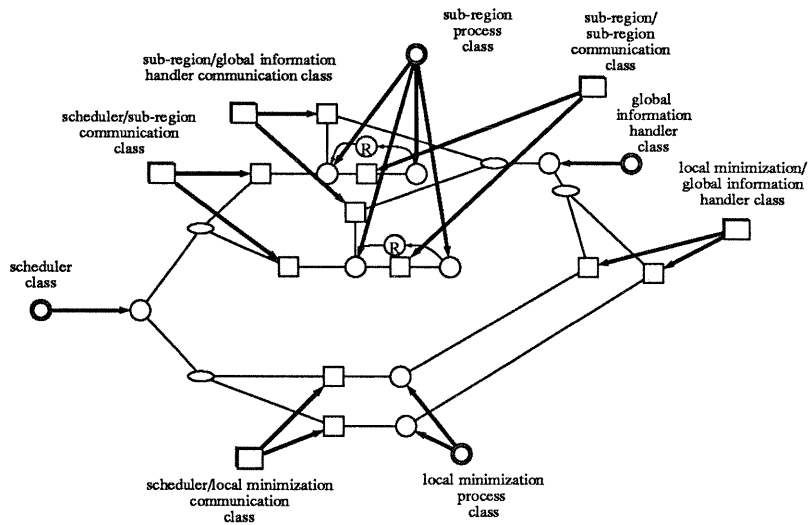 sub-region
process
class
sub-region/
sub-region
communication
class
sub-region/global information
handler communication class
global
information
handler
class
scheduler/sub-region
communication
class
local minimization/
global information
handler class
R
R
scheduler
class
scheduler/local minimization
communication
class
local minimization
process
class